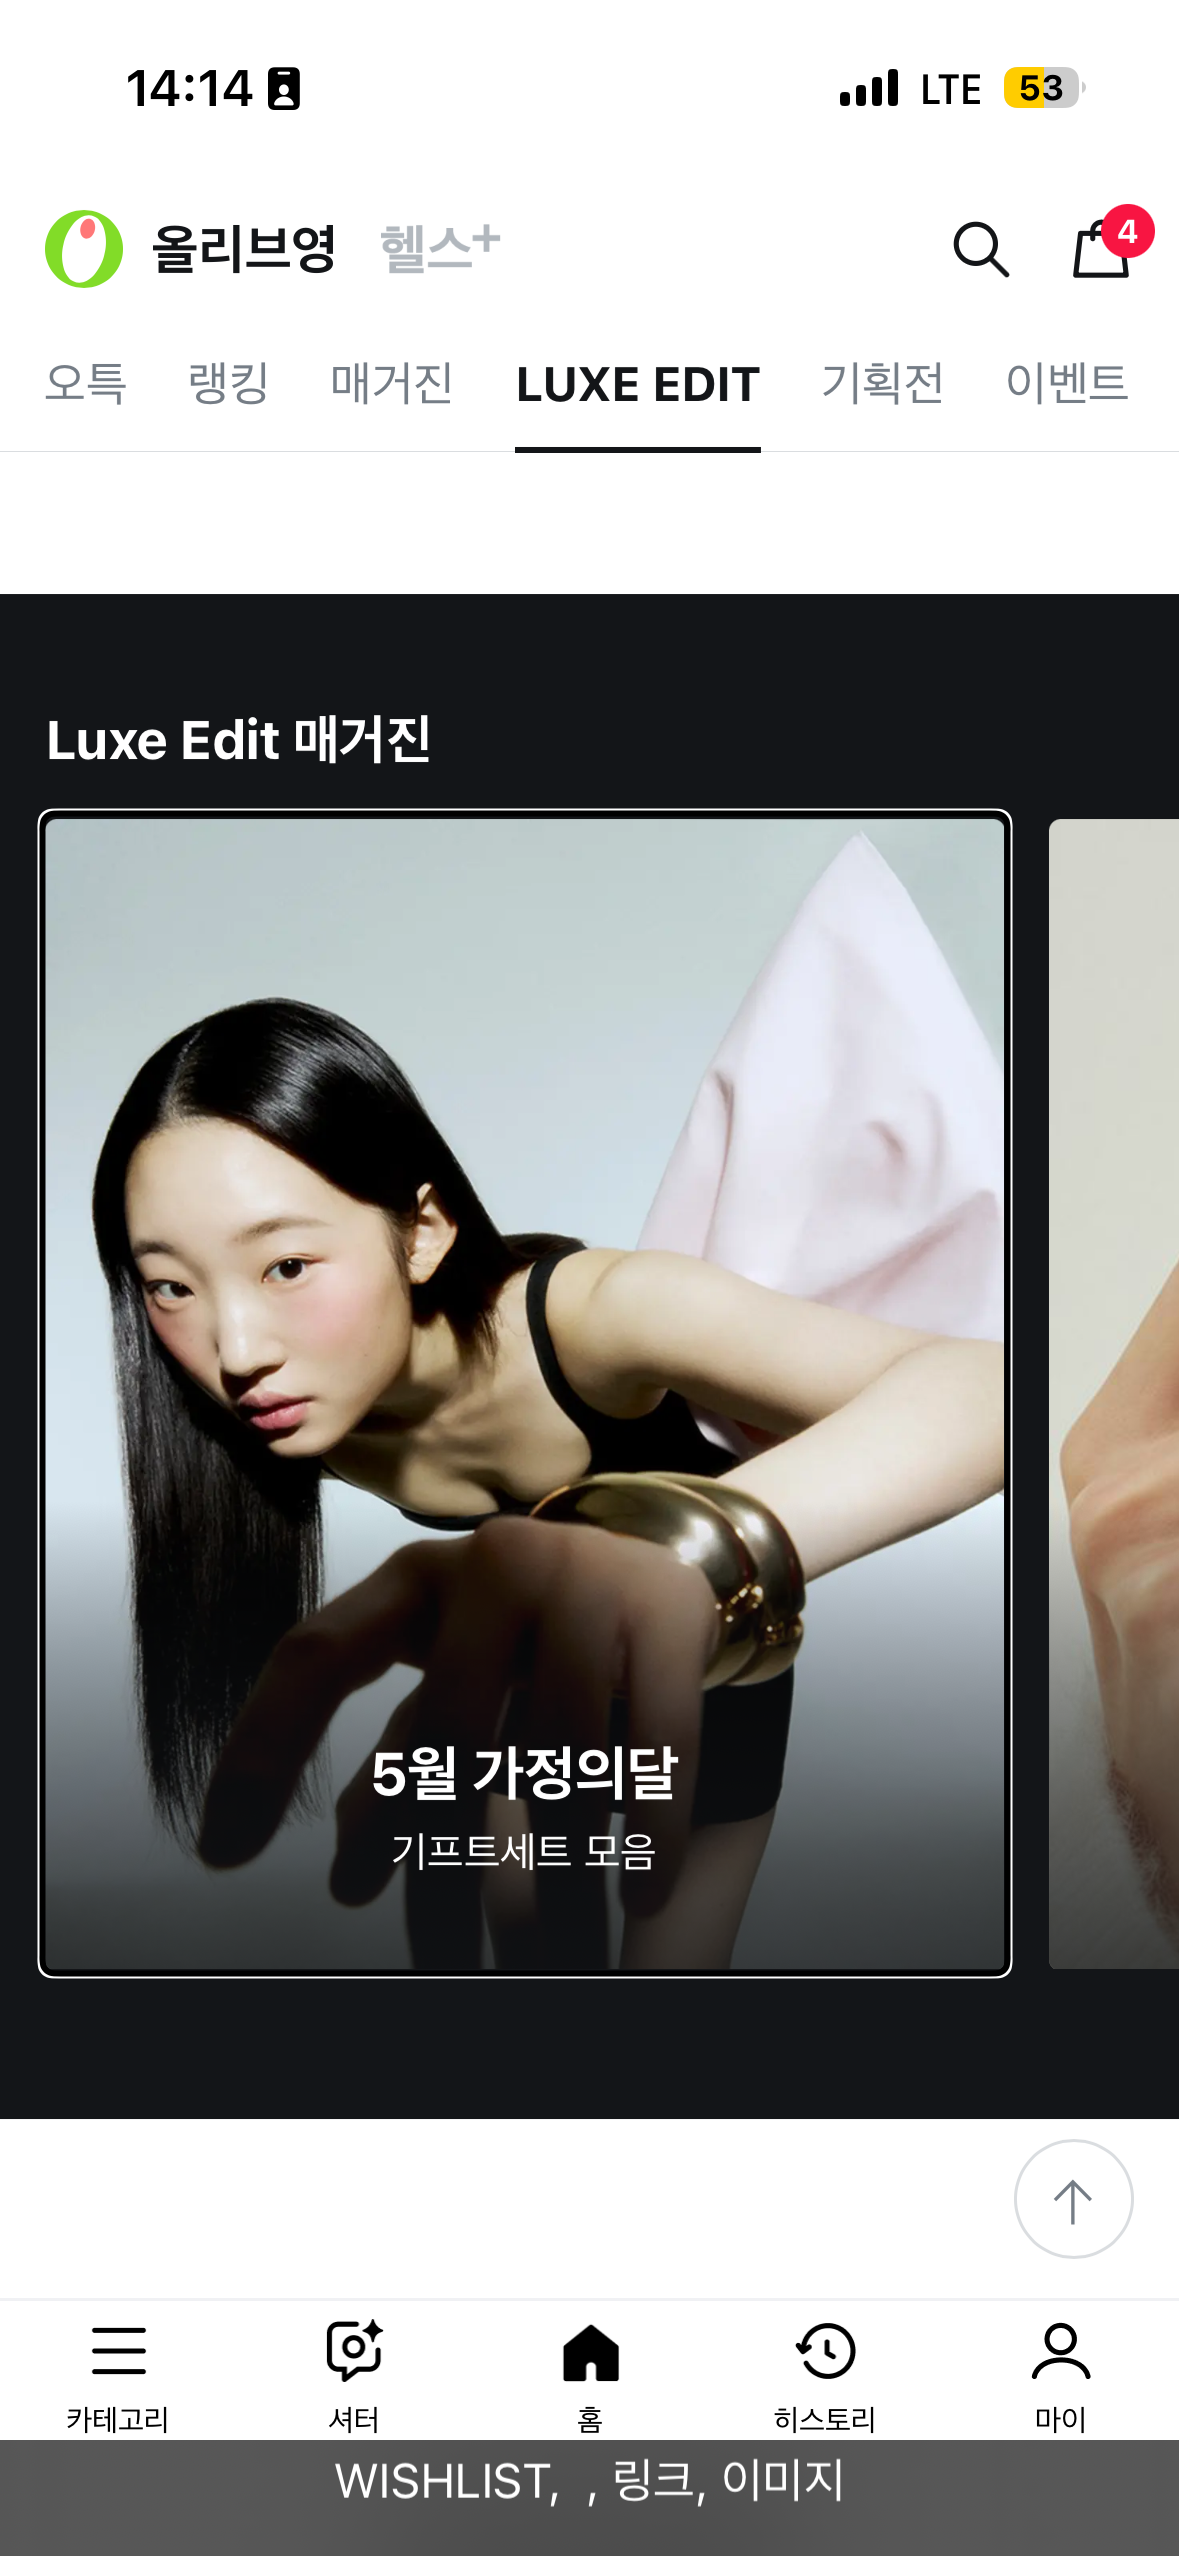 14:14 LTE 53
올리브영 헬스+ 4
오특 랭킹 매거진 LUXE EDIT 기획전 이벤트
Luxe Edit 매거진
5월 가정의달
기프트세트 모음
카테고리 셔터 홈 히스토리 마이
WISHLIST, , 링크, 이미지